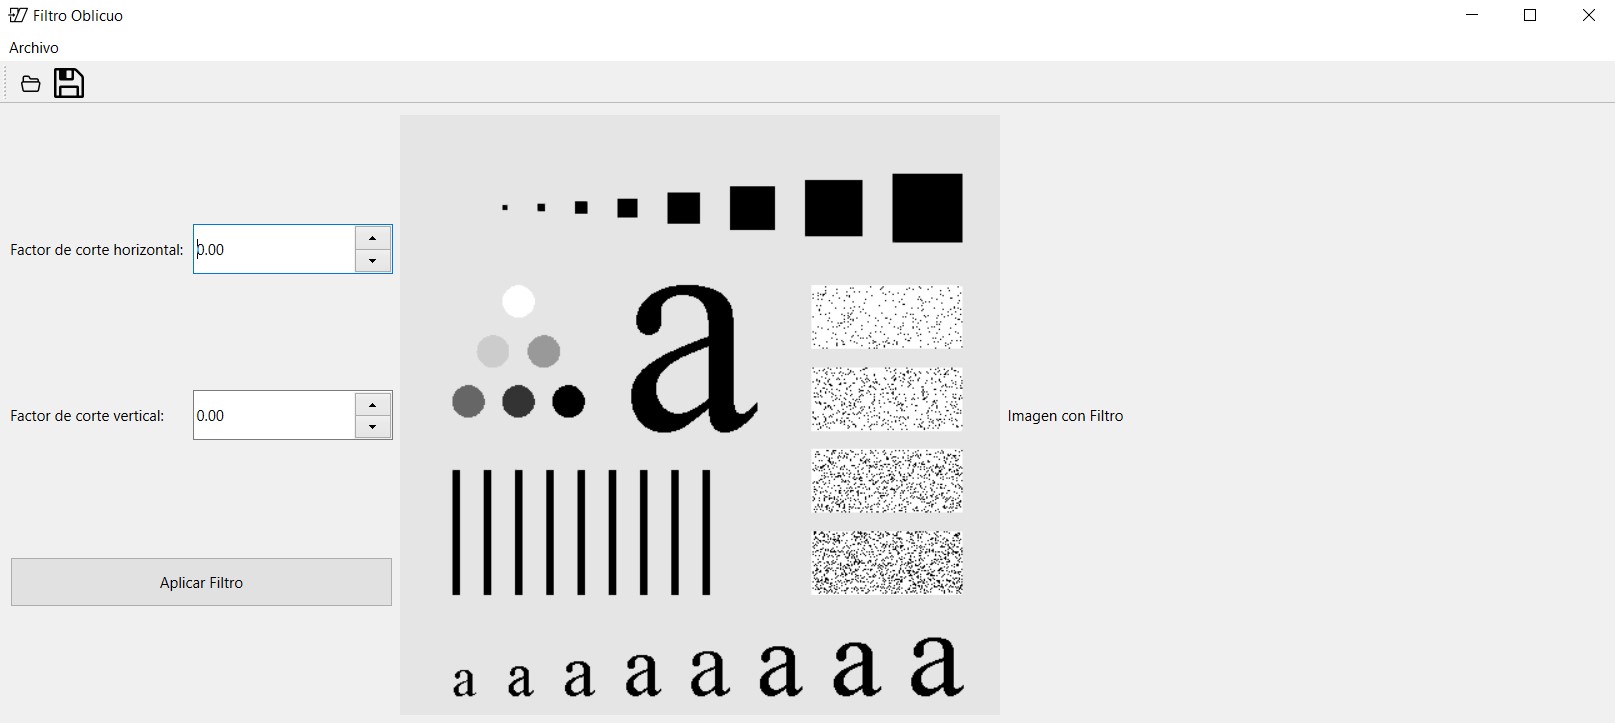 Filtro Oblicuo
Archivo
Factor de corte horizontal: 0.00
Factor de corte vertical: 0.00
Aplicar Filtro
a
a a a a a a a a
Imagen con Filtro